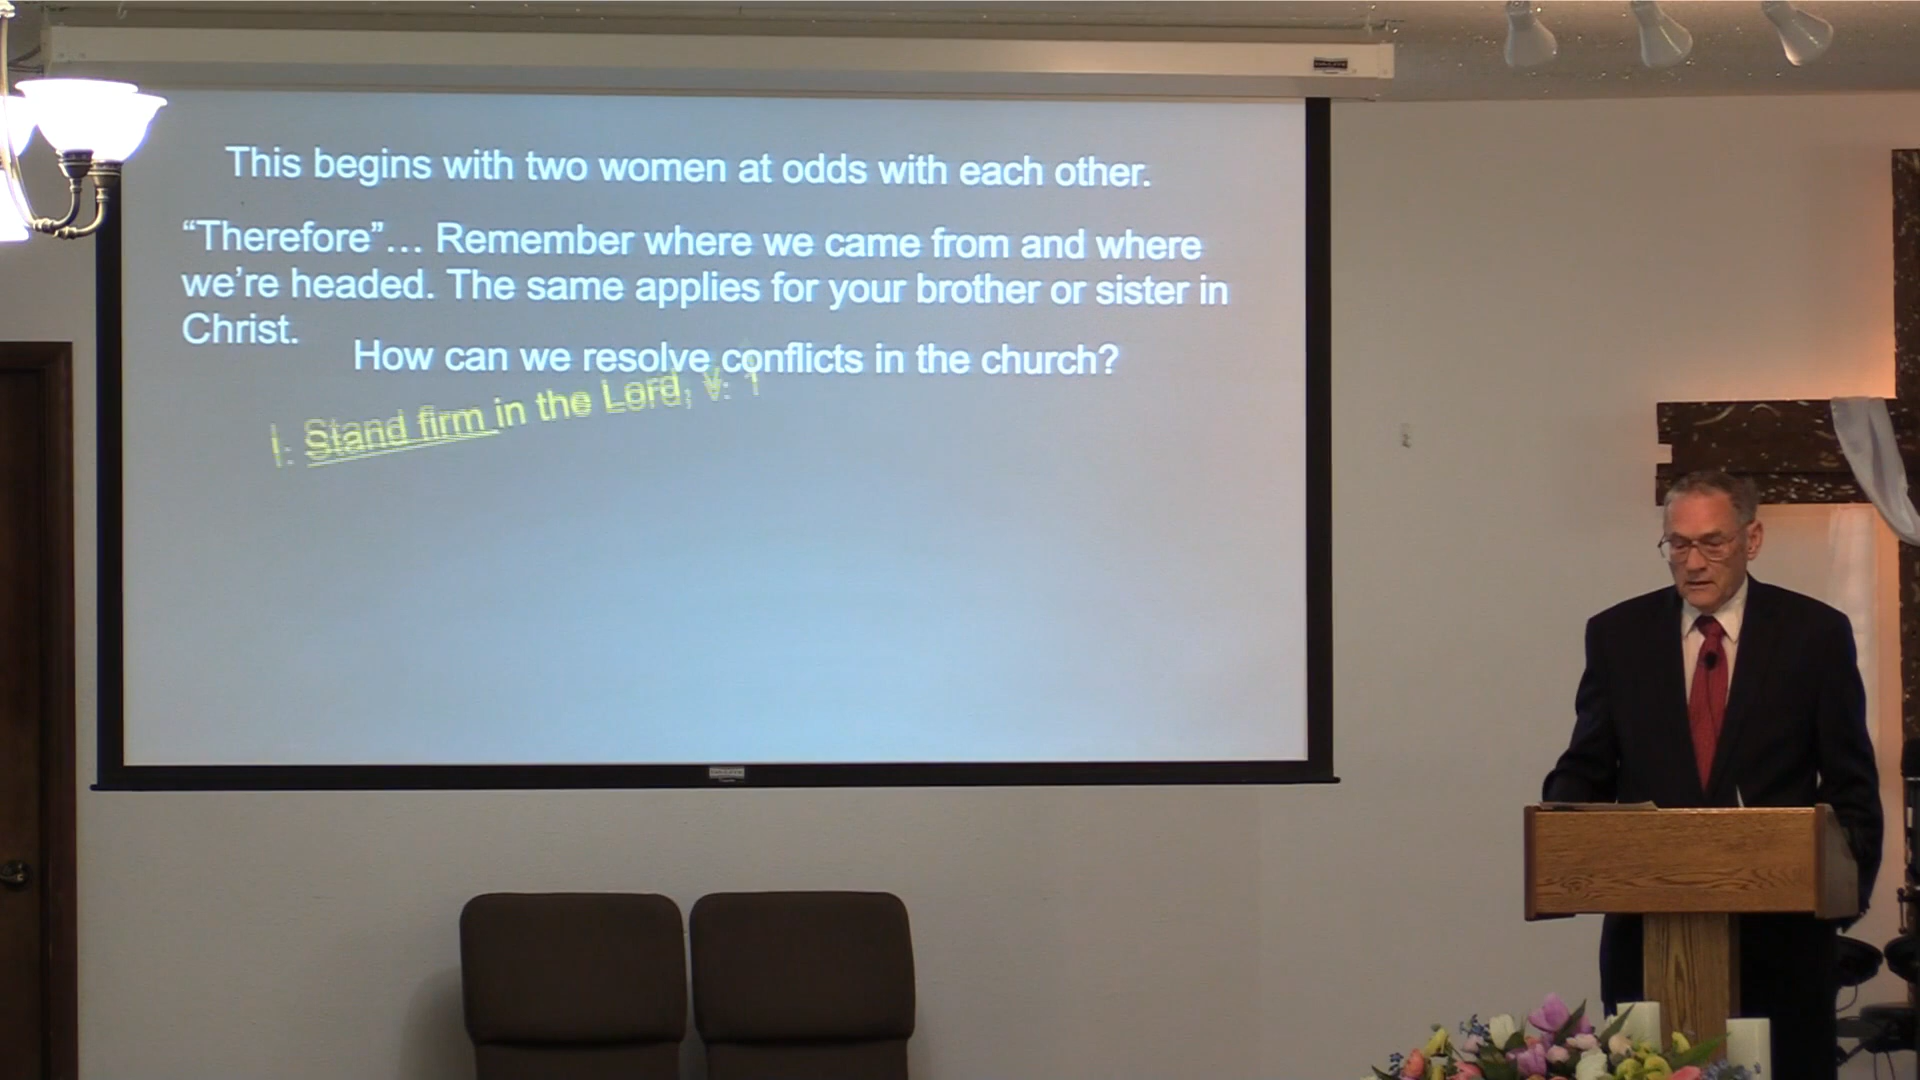 This begins with two women at odds with each other.
“Therefore”… Remember where we came from and where
we’re headed. The same applies for your brother or sister in
Christ.
How can we resolve conflicts in the church?
I. Stand firm in the Lord, v. 1